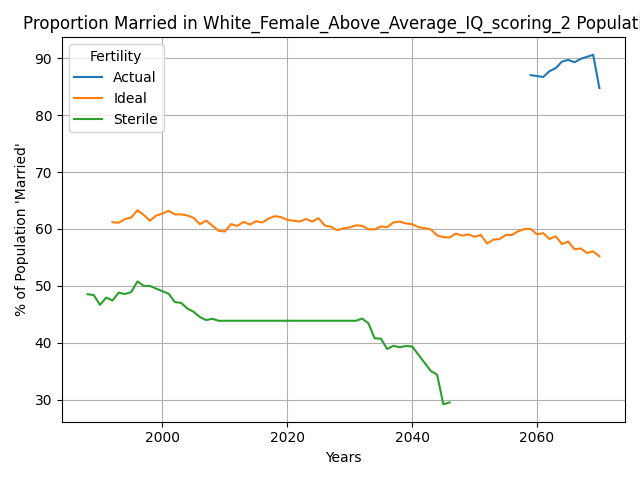 Proportion Married in White_Female_Above_Average_IQ_scoring_2 Populati
Fertility
Actual
Ideal
Sterile
90
80
70
60
50
40
30
% of Population 'Married'
2000 2020 2040 2060
Years